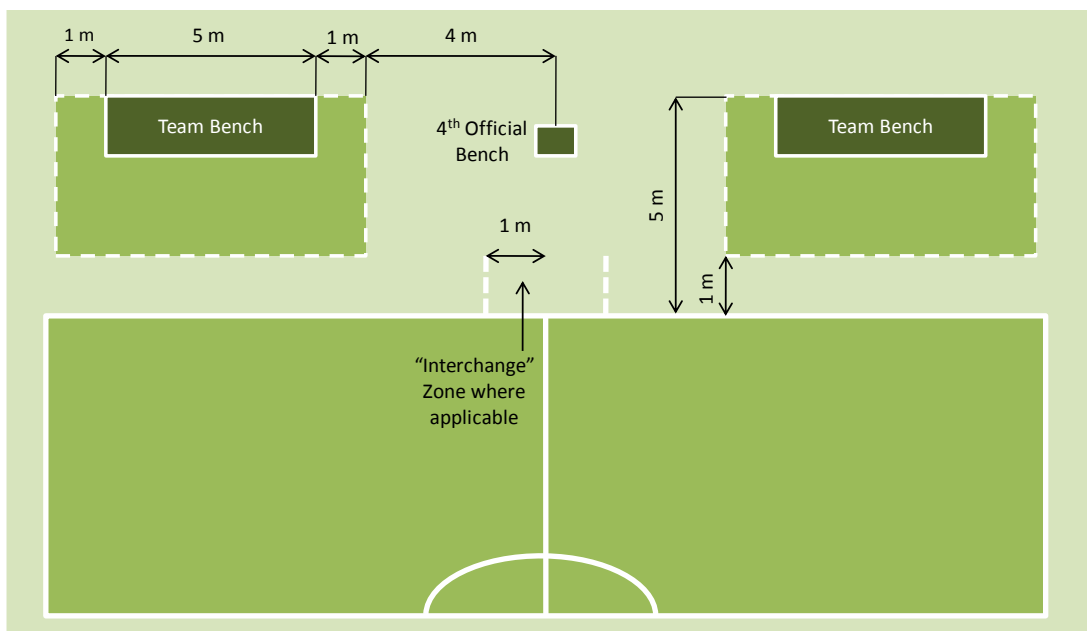 1 m
5 m
1 m
4 m
Team Bench
4th Official
Bench
Team Bench
5 m
1 m
1 m
“Interchange”
Zone where
applicable